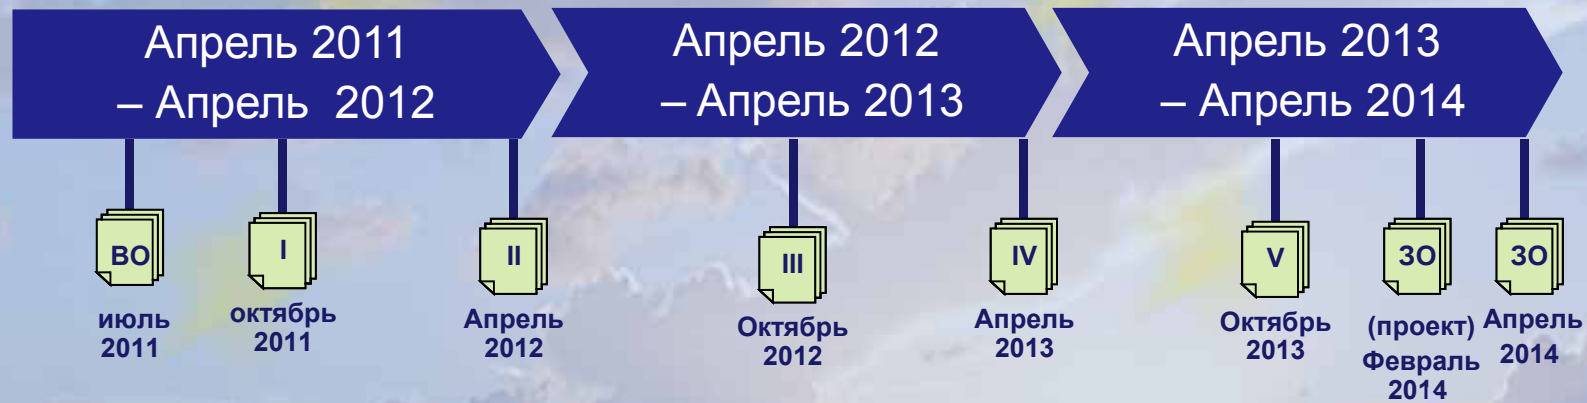 Апрель 2011
– Апрель 2012
Апрель 2012
– Апрель 2013
Апрель 2013
– Апрель 2014
ВО
июль
2011
I
октябрь
2011
II
Апрель
2012
III
Октябрь
2012
IV
Апрель
2013
V
Октябрь
2013
ЗО
(проект)
Февраль
2014
ЗО
Апрель
2014